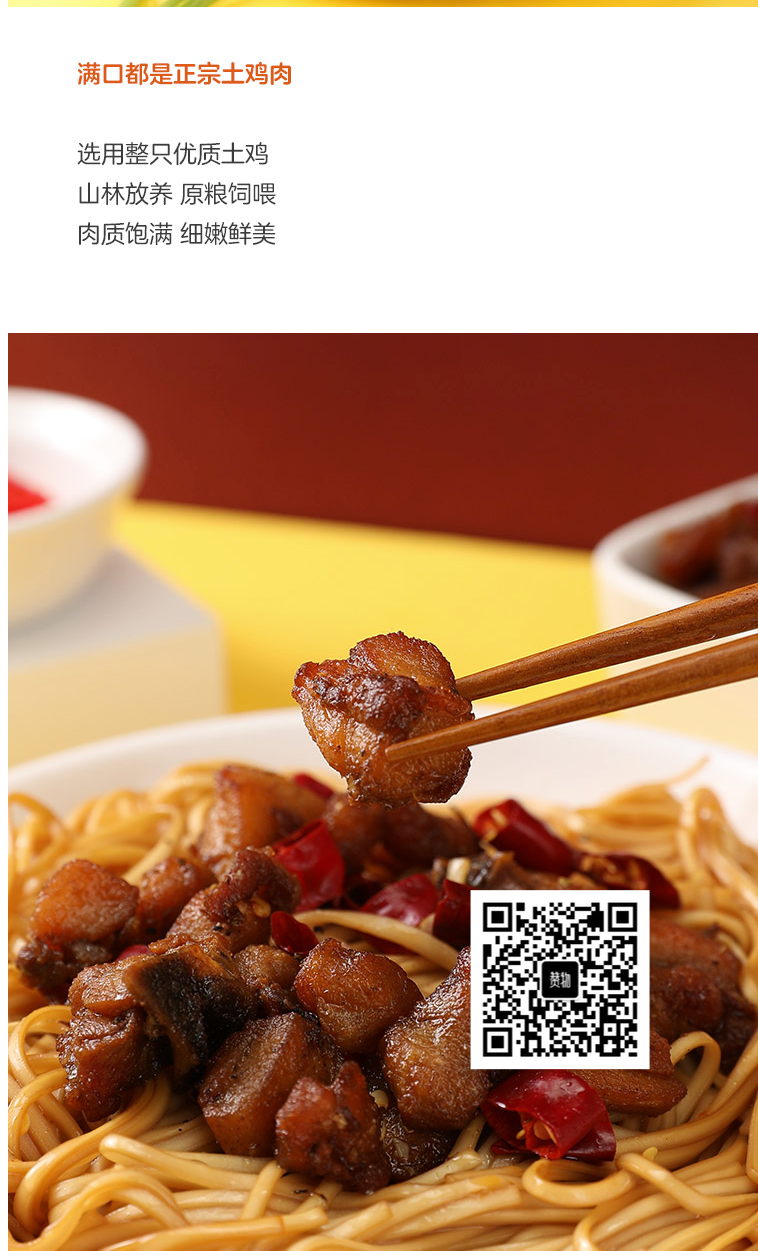 满口都是正宗土鸡肉
选用整只优质土鸡
山林放养 原粮饲喂
肉质饱满 细嫩鲜美
赞物